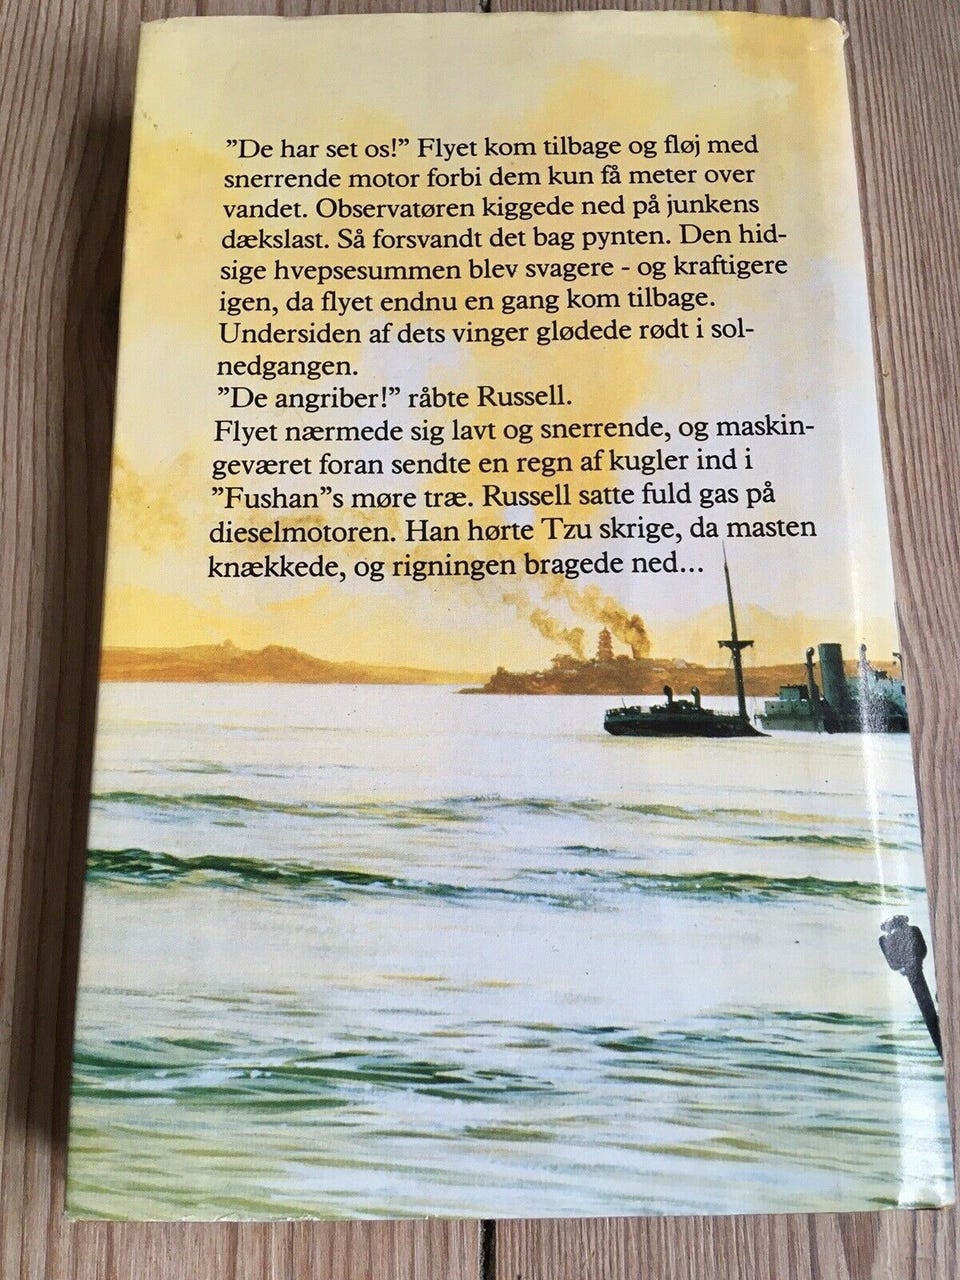 ”De har set os!” Flyet kom tilbage og fløj med
snerrende motor forbi dem kun få meter over
vandet. Observatøren kiggede ned på junkens
dækslast. Så forsvandt det bag pynten. Den hid-
sige hvepsesummen blev svagere - og kraftigere
igen, da flyet endnu en gang kom tilbage.
Undersiden af dets vinger glødede rødt i sol-
nedgangen.
”De angriber!” råbte Russell.
Flyet nærmede sig lavt og snerrende, og maskin-
geværet foran sendte en regn af kugler ind i
”Fushan”s møre træ. Russell satte fuld gas på
dieselmotoren. Han hørte Tzu skrige, da masten
knækkede, og rigningen bragede ned...